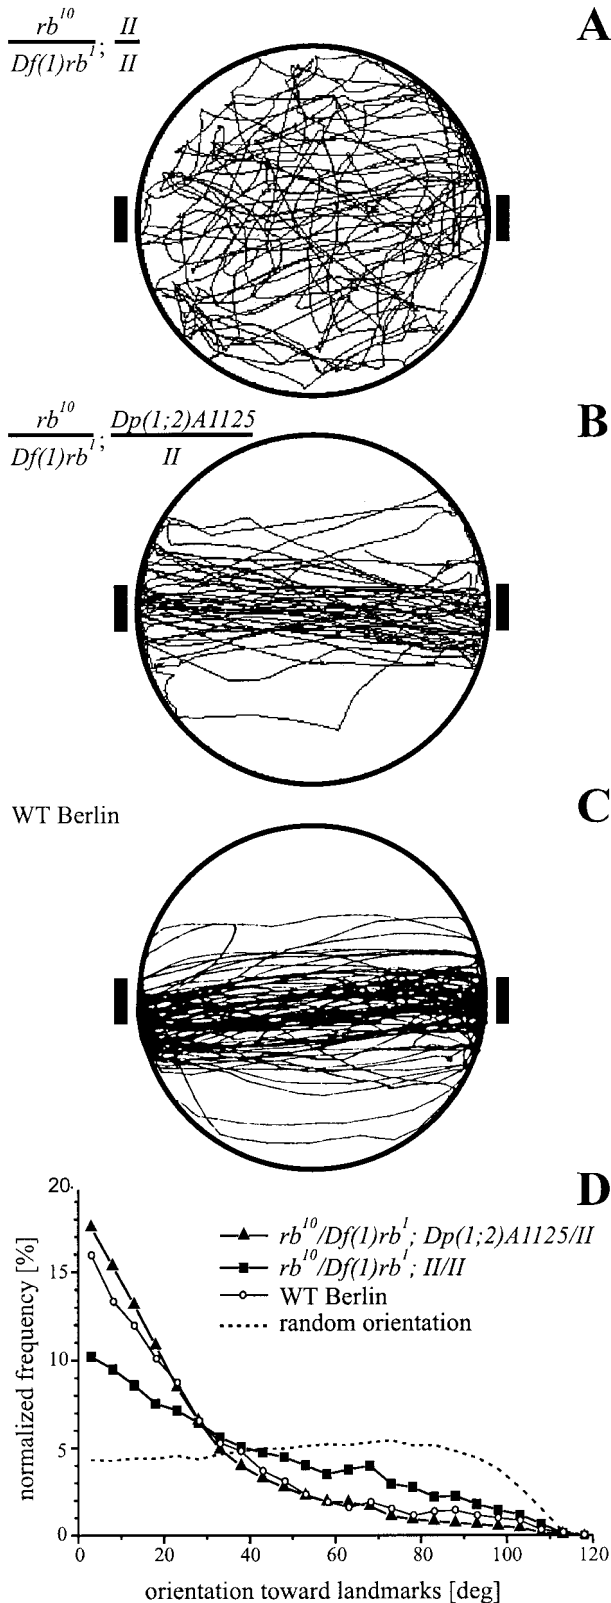 A
rb¹⁰ / Df(1)rb¹; II / II
B
rb¹⁰ / Df(1)rb¹; Dp(1;2)A1125 / II
WT Berlin
C
D
20
15
10
5
0
normalized frequency [%]
rb¹⁰/Df(1)rb¹; Dp(1;2)A1125/II
rb¹⁰/Df(1)rb¹; II/II
WT Berlin
random orientation
0 20 40 60 80 100 120
orientation toward landmarks [deg]